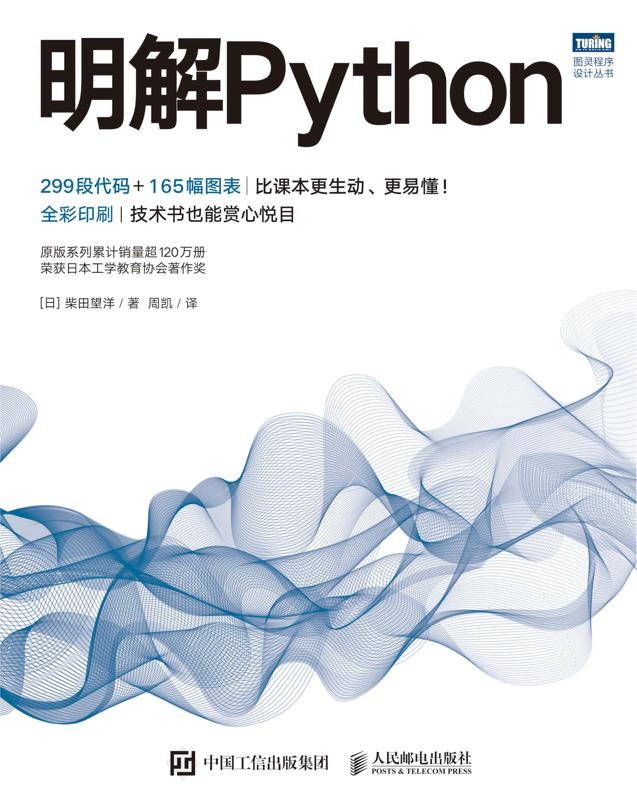 明解Python
TURING
图灵程序
设计丛书
299段代码+165幅图表|比课本更生动、更易懂!
全彩印刷|技术书也能赏心悦目
原版系列累计销量超120万册
荣获日本工学教育协会著作奖
[日] 柴田望洋 / 著 周凯 / 译
中国工信出版集团
人民邮电出版社
POSTS & TELECOM PRESS